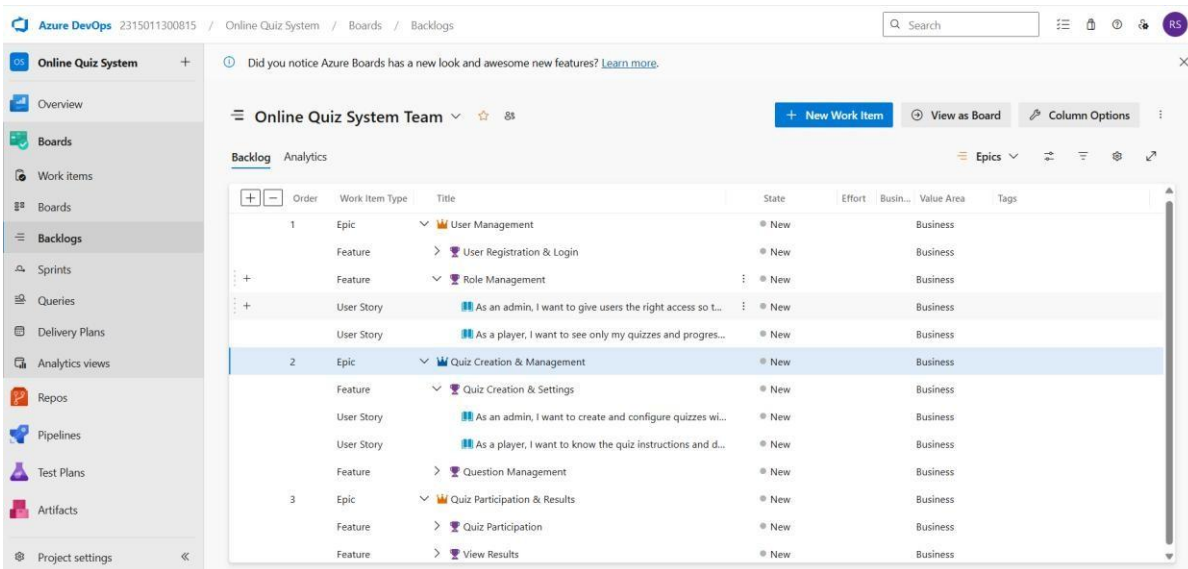 Azure DevOps 2315011300815 / Online Quiz System / Boards / Backlogs Search RS
OS Online Quiz System +
Overview
Boards
Work items
Boards
Backlogs
Sprints
Queries
Delivery Plans
Analytics views
Repos
Pipelines
Test Plans
Artifacts
Project settings
Did you notice Azure Boards has a new look and awesome new features? Learn more.
Online Quiz System Team
+ New Work Item View as Board Column Options
Backlog Analytics Epics
Order Work Item Type Title State Effort Busin... Value Area Tags
1 Epic User Management New Business
Feature User Registration & Login New Business
+ Feature Role Management New Business
+ User Story As an admin, I want to give users the right access so t... New Business
User Story As a player, I want to see only my quizzes and progres... New Business
2 Epic Quiz Creation & Management New Business
Feature Quiz Creation & Settings New Business
User Story As an admin, I want to create and configure quizzes wi... New Business
User Story As a player, I want to know the quiz instructions and d... New Business
Feature Question Management New Business
3 Epic Quiz Participation & Results New Business
Feature Quiz Participation New Business
Feature View Results New Business